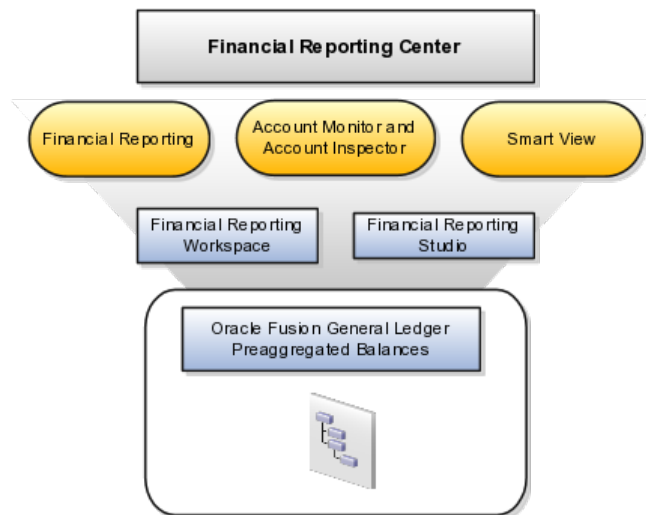 Financial Reporting Center
Financial Reporting
Account Monitor and
Account Inspector
Smart View
Financial Reporting
Workspace
Financial Reporting
Studio
Oracle Fusion General Ledger
Preaggregated Balances